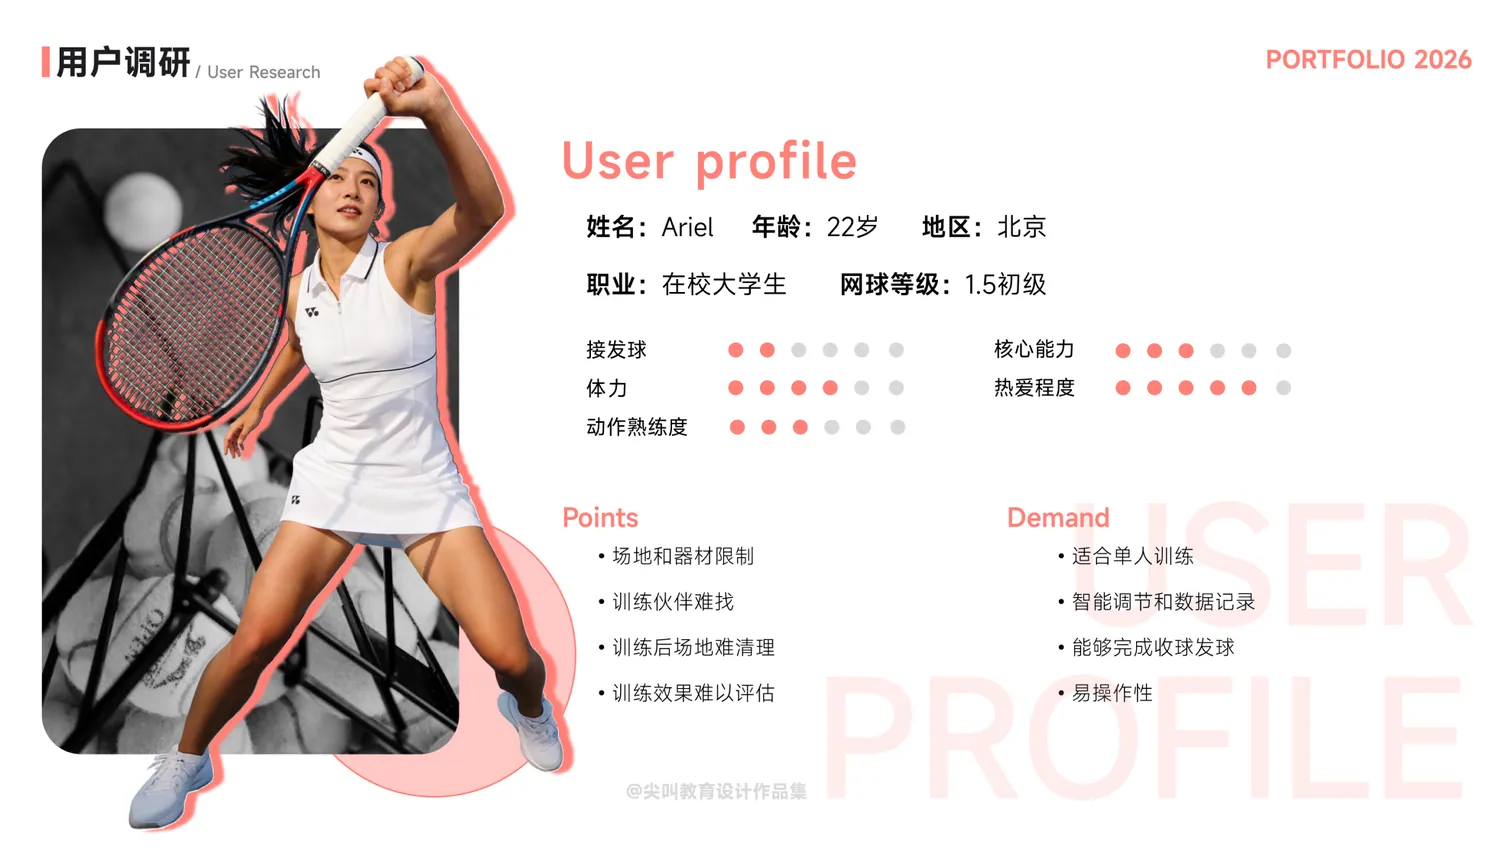 用户调研 / User Research
PORTFOLIO 2026
User profile
姓名：Ariel 年龄：22岁 地区：北京
职业：在校大学生 网球等级：1.5初级
接发球
核心能力
体力
热爱程度
动作熟练度
Points
• 场地和器材限制
• 训练伙伴难找
• 训练后场地难清理
• 训练效果难以评估
Demand
• 适合单人训练
• 智能调节和数据记录
• 能够完成收球发球
• 易操作性
USER
PROFILE
@尖叫教育设计作品集